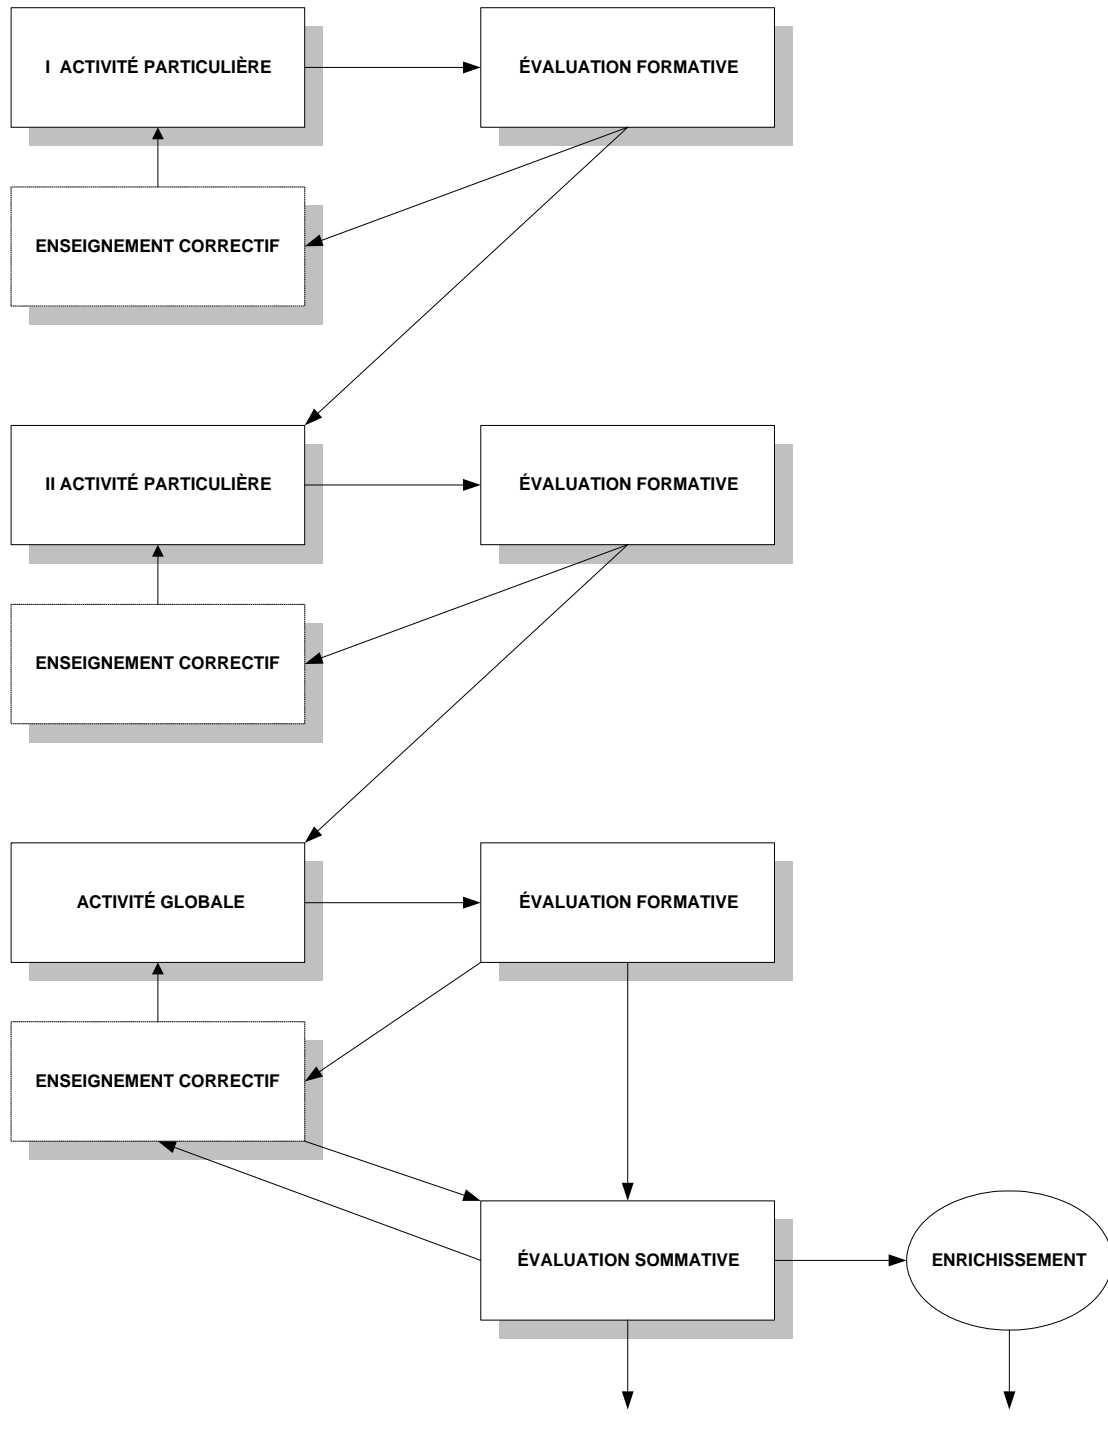 I ACTIVITÉ PARTICULIÈRE
ÉVALUATION FORMATIVE
ENSEIGNEMENT CORRECTIF
II ACTIVITÉ PARTICULIÈRE
ÉVALUATION FORMATIVE
ENSEIGNEMENT CORRECTIF
ACTIVITÉ GLOBALE
ÉVALUATION FORMATIVE
ENSEIGNEMENT CORRECTIF
ÉVALUATION SOMMATIVE
ENRICHISSEMENT